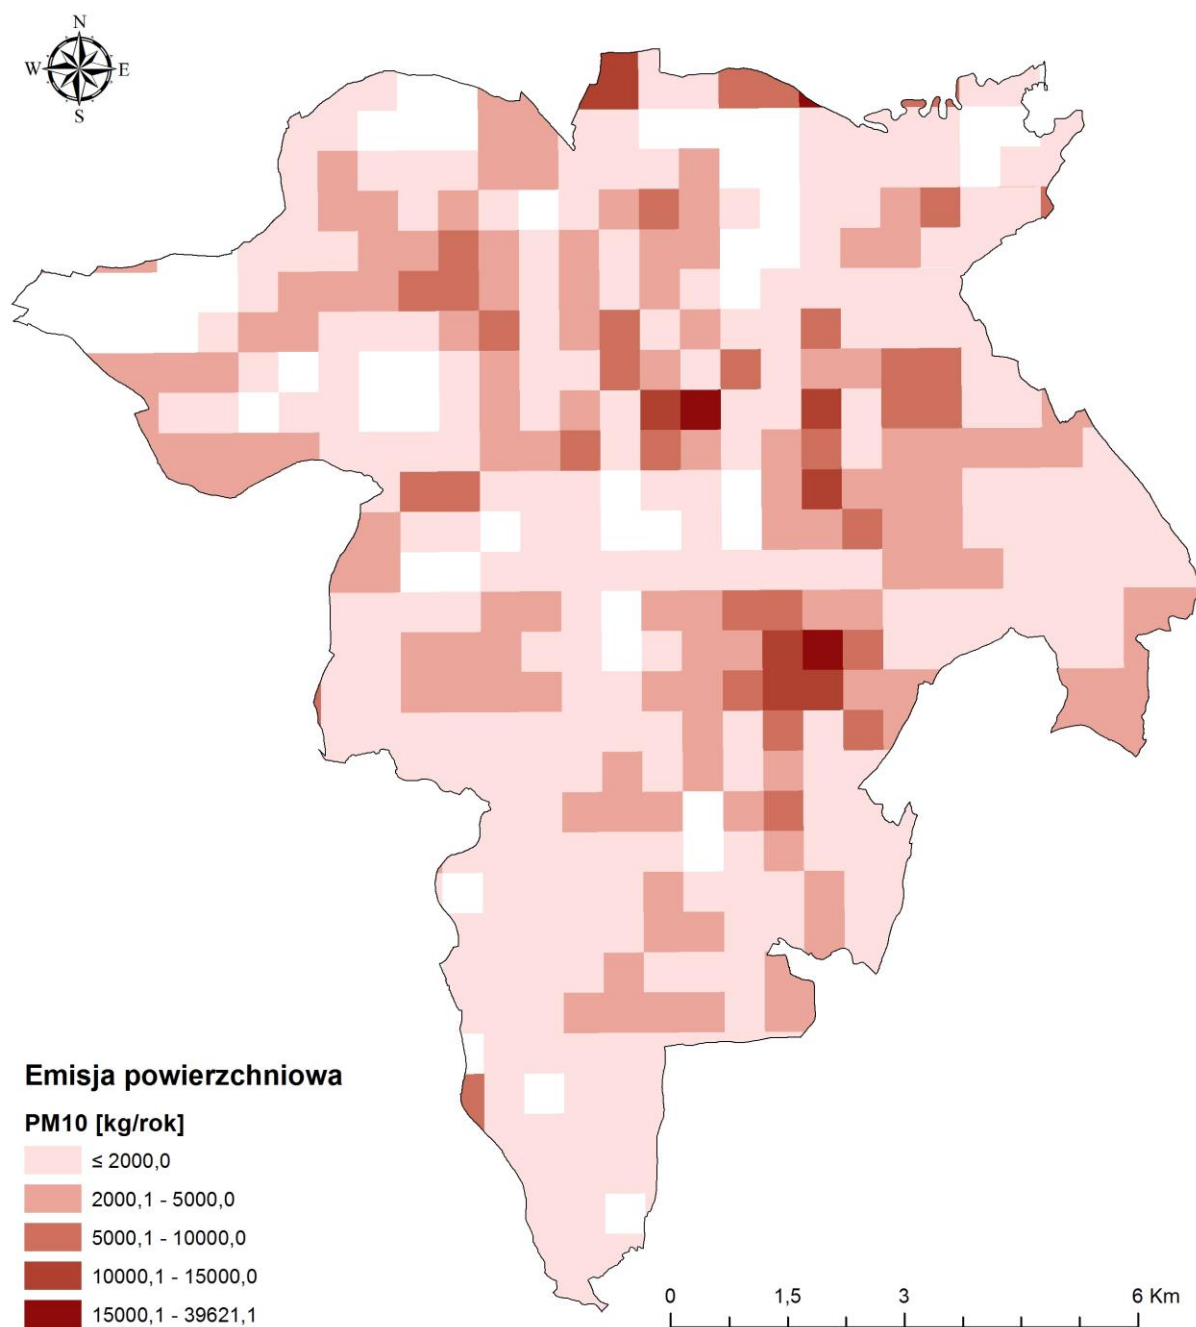 N
W E
S
Emisja powierzchniowa
PM10 [kg/rok]
≤ 2000,0
2000,1 - 5000,0
5000,1 - 10000,0
10000,1 - 15000,0
15000,1 - 39621,1
0 1,5 3 6 Km